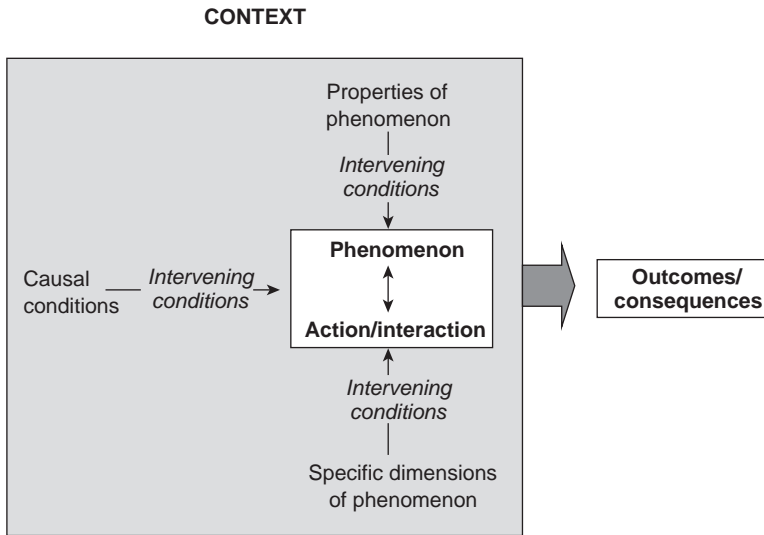 CONTEXT
Properties of
phenomenon
Intervening
conditions
Phenomenon
Causal
conditions
Intervening
conditions
Action/interaction
Outcomes/
consequences
Intervening
conditions
Specific dimensions
of phenomenon